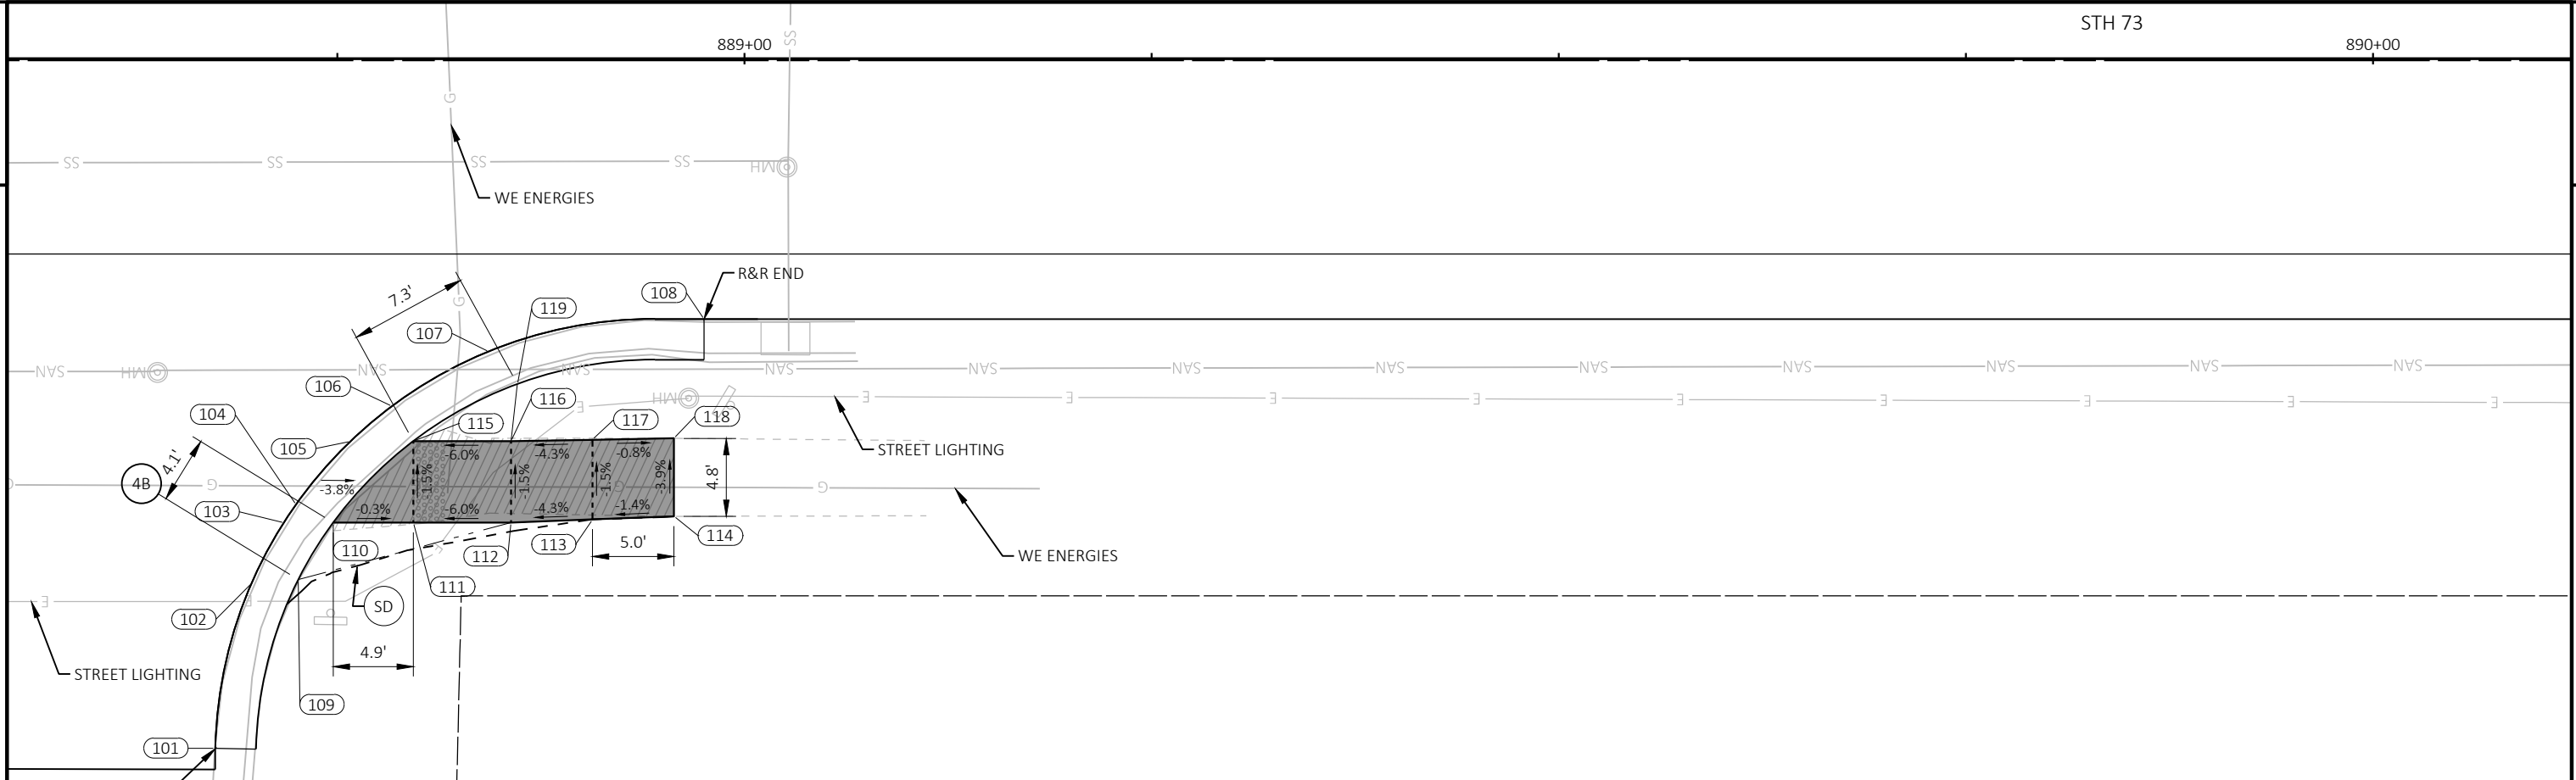 STH 73
889+00
890+00
SS
G
SS
SS
SS
SS
MH
WE ENERGIES
R&R END
108
7.3'
G
119
107
SAN
MH
SAN
SAN
SAN
SAN
SAN
SAN
SAN
SAN
SAN
SAN
SAN
106
116
MH
E
E
E
E
E
E
E
E
E
E
E
104
115
117
118
105
STREET LIGHTING
4.1'
-6.0%
-4.3%
-0.8%
4B
-3.8%
-1.5%
-1.5%
-1.5%
-3.9%
4.8'
G
G
G
103
-0.3%
-6.0%
-4.3%
-1.4%
110
112
113
5.0'
114
WE ENERGIES
E
111
E
E
102
SD
4.9'
STREET LIGHTING
109
101